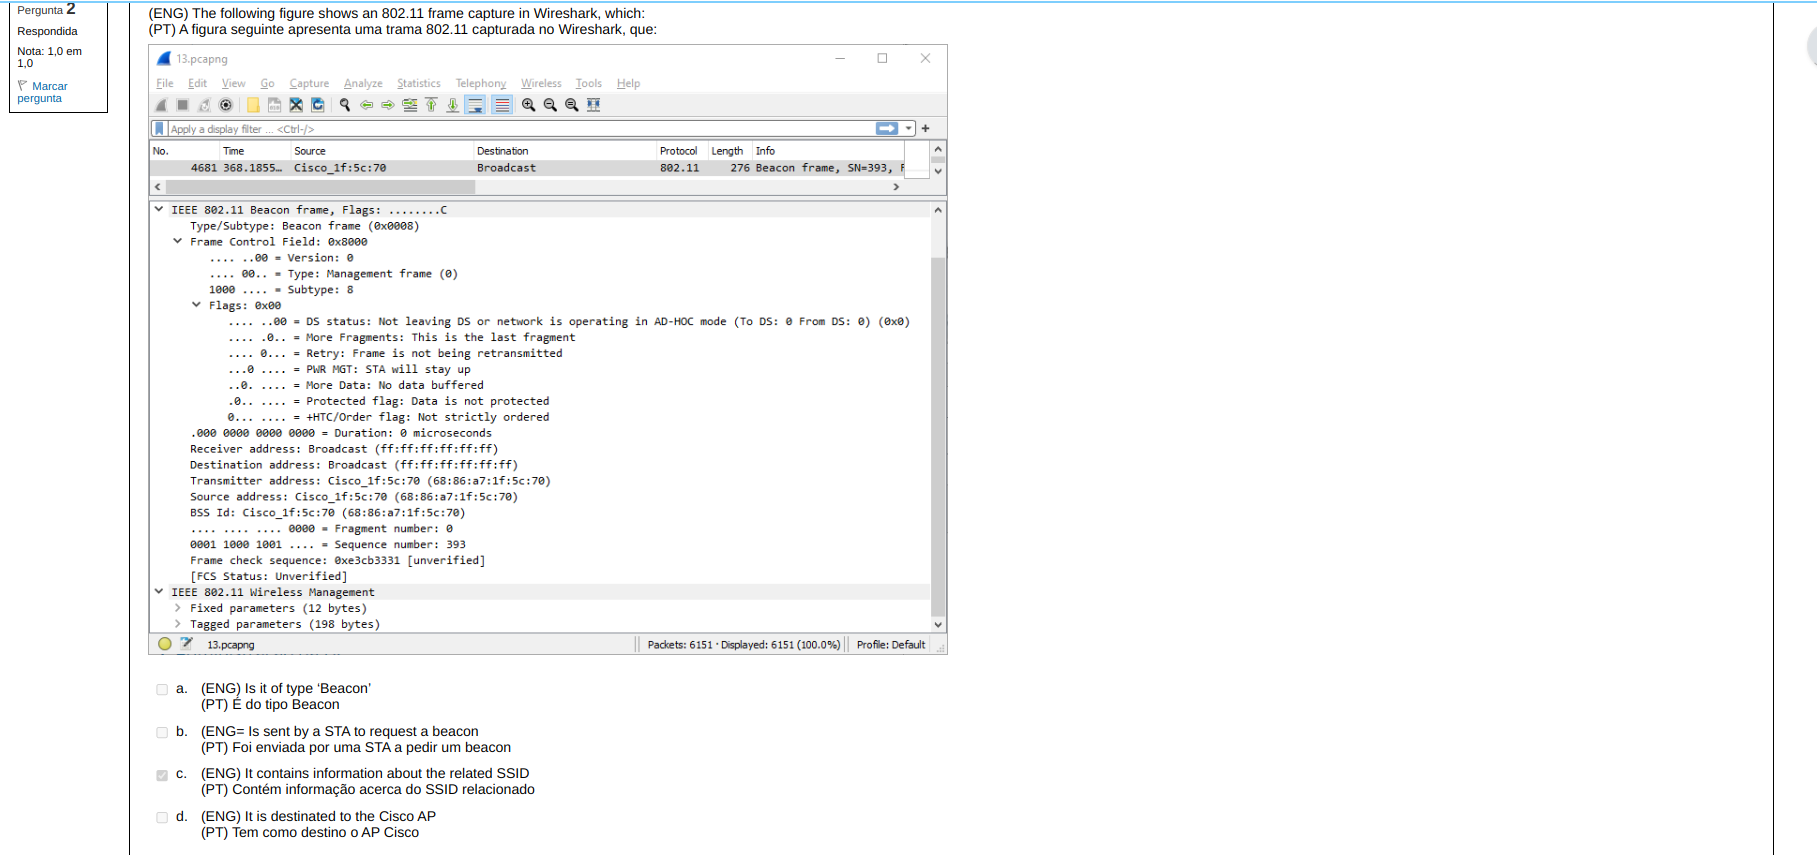 Pergunta 2
Respondida
Nota: 1,0 em
1,0
Marcar
pergunta
(ENG) The following figure shows an 802.11 frame capture in Wireshark, which:
(PT) A figura seguinte apresenta uma trama 802.11 capturada no Wireshark, que:
13.pcapng
File Edit View Go Capture Analyze Statistics Telephony Wireless Tools Help
Apply a display filter ... <Ctrl-/>
No. Time Source Destination Protocol Length Info
4681 368.1855… Cisco_1f:5c:70 Broadcast 802.11 276 Beacon frame, SN=393,
IEEE 802.11 Beacon frame, Flags: ........C
Type/Subtype: Beacon frame (0x0008)
Frame Control Field: 0x8000
.... ..00 = Version: 0
.... 00.. = Type: Management frame (0)
1000 .... = Subtype: 8
Flags: 0x00
.... ..00 = DS status: Not leaving DS or network is operating in AD-HOC mode (To DS: 0 From DS: 0) (0x0)
.... .0.. = More Fragments: This is the last fragment
.... 0... = Retry: Frame is not being retransmitted
...0 .... = PWR MGT: STA will stay up
..0. .... = More Data: No data buffered
.0.. .... = Protected flag: Data is not protected
0... .... = +HTC/Order flag: Not strictly ordered
.000 0000 0000 0000 = Duration: 0 microseconds
Receiver address: Broadcast (ff:ff:ff:ff:ff:ff)
Destination address: Broadcast (ff:ff:ff:ff:ff:ff)
Transmitter address: Cisco_1f:5c:70 (68:86:a7:1f:5c:70)
Source address: Cisco_1f:5c:70 (68:86:a7:1f:5c:70)
BSS Id: Cisco_1f:5c:70 (68:86:a7:1f:5c:70)
.... .... .... 0000 = Fragment number: 0
0001 1000 1001 .... = Sequence number: 393
Frame check sequence: 0xe3cb3331 [unverified]
[FCS Status: Unverified]
IEEE 802.11 Wireless Management
Fixed parameters (12 bytes)
Tagged parameters (198 bytes)
13.pcapng Packets: 6151 · Displayed: 6151 (100.0%) Profile: Default
a. (ENG) Is it of type ‘Beacon’
(PT) É do tipo Beacon
b. (ENG= Is sent by a STA to request a beacon
(PT) Foi enviada por uma STA a pedir um beacon
c. (ENG) It contains information about the related SSID
(PT) Contém informação acerca do SSID relacionado
d. (ENG) It is destinated to the Cisco AP
(PT) Tem como destino o AP Cisco